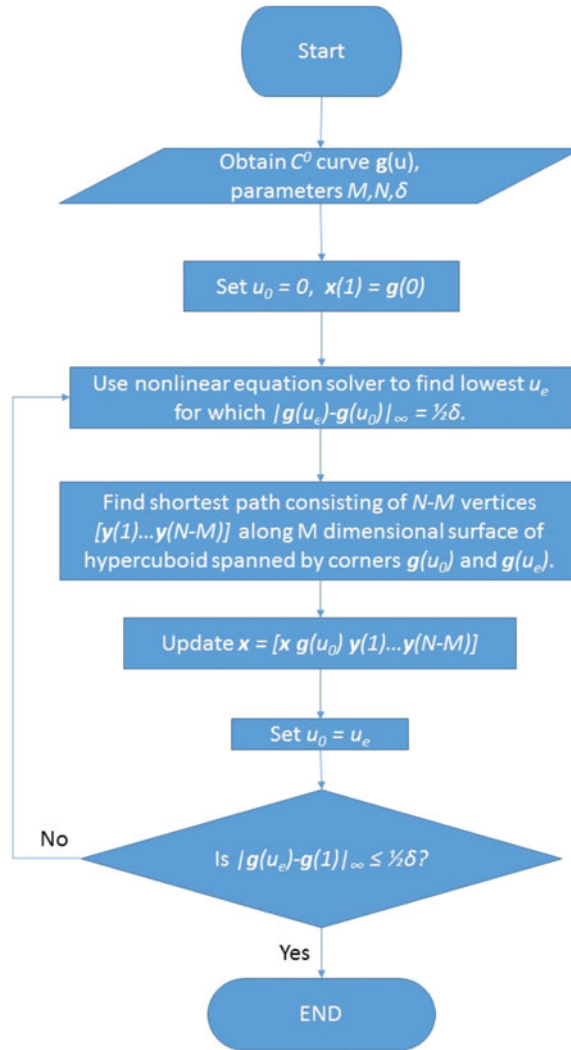 Start
Obtain C⁰ curve g(u),
parameters M,N,δ
Set u₀ = 0, x(1) = g(0)
Use nonlinear equation solver to find lowest uₑ
for which |g(uₑ)-g(u₀)|∞ = ½δ.
Find shortest path consisting of N-M vertices
[y(1)...y(N-M)] along M dimensional surface of
hypercuboid spanned by corners g(u₀) and g(uₑ).
Update x = [x g(u₀) y(1)...y(N-M)]
Set u₀ = uₑ
No
Is |g(uₑ)-g(1)|∞ ≤ ½δ?
Yes
END